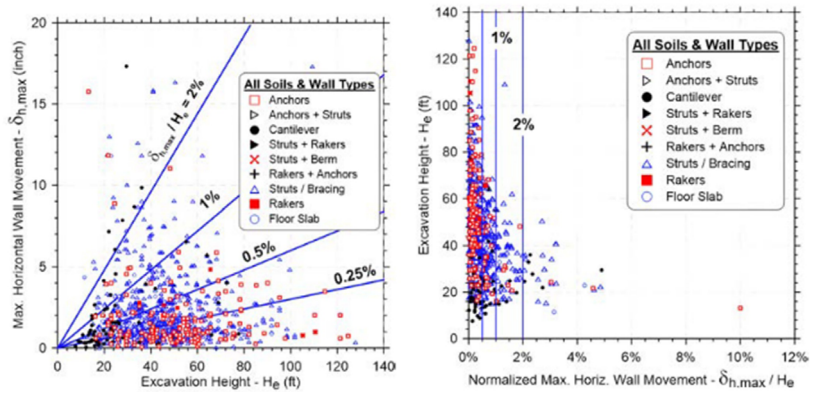 20
15
10
5
0
Max. Horizontal Wall Movement - δh,max (inch)
δh,max / He = 2%
1%
0.5%
0.25%
All Soils & Wall Types
Anchors
Anchors + Struts
Cantilever
Struts + Rakers
Struts + Berm
Rakers + Anchors
Struts / Bracing
Rakers
Floor Slab
0 20 40 60 80 100 120 140
Excavation Height - He (ft)
140
120
100
80
60
40
20
0
Excavation Height - He (ft)
1%
2%
All Soils & Wall Types
Anchors
Anchors + Struts
Cantilever
Struts + Rakers
Struts + Berm
Rakers + Anchors
Struts / Bracing
Rakers
Floor Slab
0% 2% 4% 6% 8% 10% 12%
Normalized Max. Horiz. Wall Movement - δh.max / He